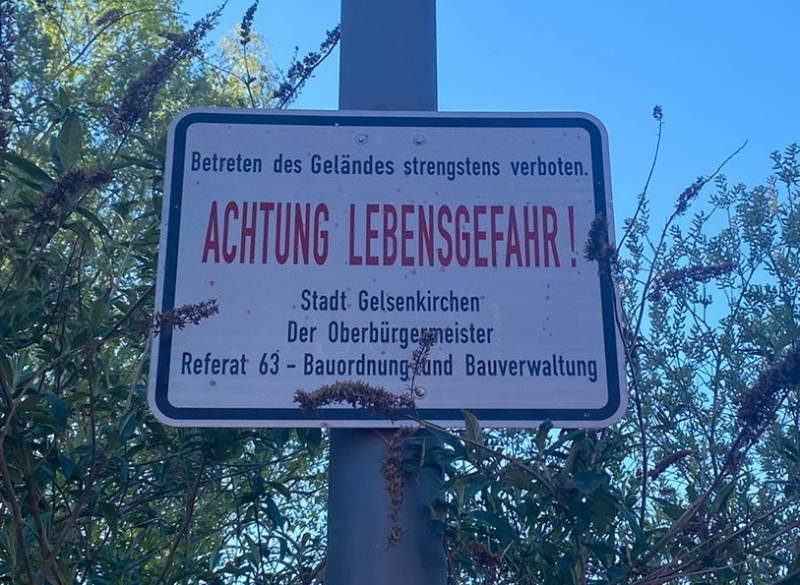 Betreten des Geländes strengstens verboten.
ACHTUNG LEBENSGEFAHR!
Stadt Gelsenkirchen
Der Oberbürgermeister
Referat 63 - Bauordnung und Bauverwaltung